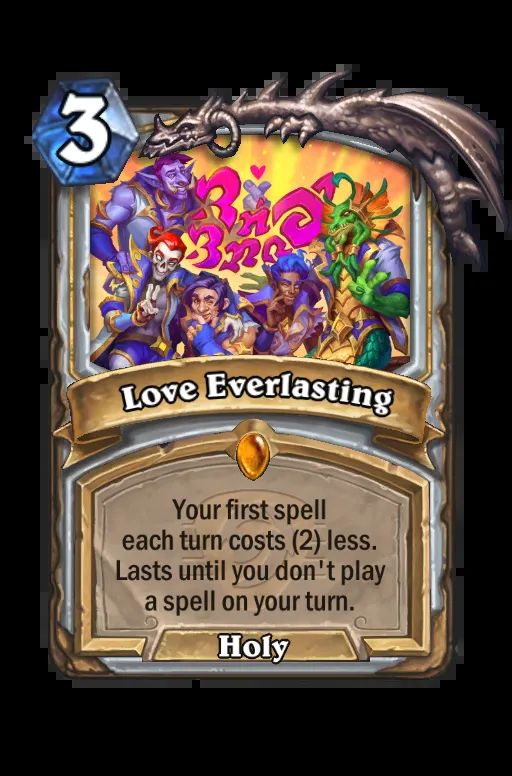 3
Love Everlasting
Your first spell
each turn costs (2) less.
Lasts until you don't play
a spell on your turn.
Holy